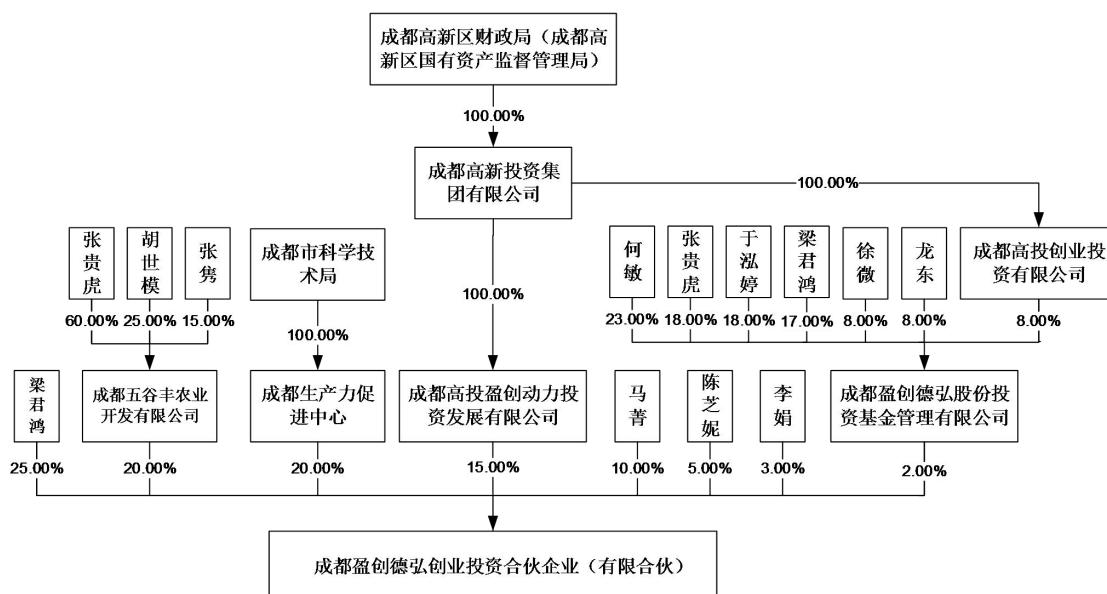 成都高新区财政局（成都高
新区国有资产监督管理局）
100.00%
成都高新投资集
团有限公司
100.00%
张贵虎
胡世模
张隽
成都市科学技
术局
100.00%
何敏
张贵虎
于泓婷
梁君鸿
徐微
龙东
成都高投创业投
资有限公司
60.00%
25.00%
15.00%
100.00%
23.00%
18.00%
18.00%
17.00%
8.00%
8.00%
8.00%
梁君鸿
成都五谷丰农业
开发有限公司
成都生产力促
进中心
成都高投盈创动力投
资发展有限公司
马菁
陈芝妮
李娟
成都盈创德弘股份投
资基金管理有限公司
25.00%
20.00%
20.00%
15.00%
10.00%
5.00%
3.00%
2.00%
成都盈创德弘创业投资合伙企业（有限合伙）